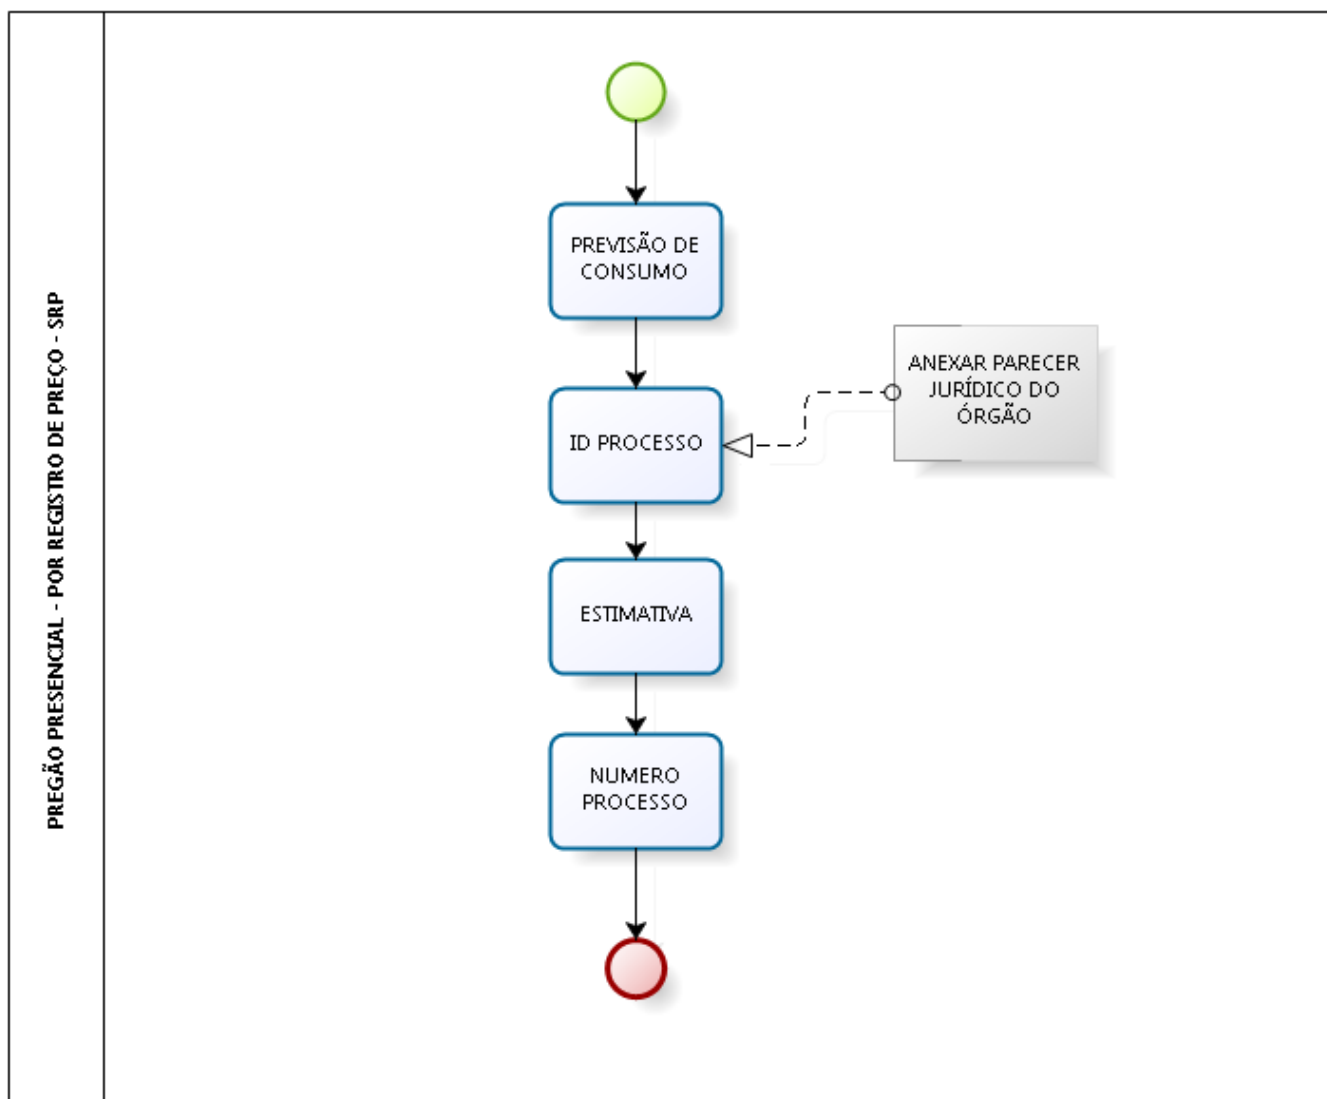 PREGÃO PRESENCIAL - POR REGISTRO DE PREÇO - SRP
PREVISÃO DE
CONSUMO
ID PROCESSO
ANEXAR PARECER
JURÍDICO DO
ÓRGÃO
ESTIMATIVA
NUMERO
PROCESSO